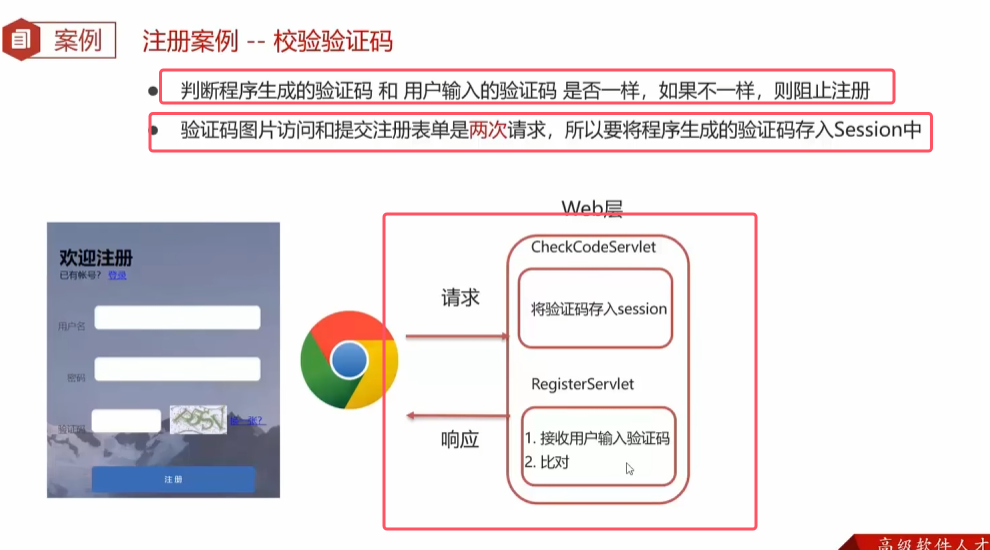 案例
注册案例 -- 校验验证码
判断程序生成的验证码 和 用户输入的验证码 是否一样，如果不一样，则阻止注册
验证码图片访问和提交注册表单是两次请求，所以要将程序生成的验证码存入Session中
Web层
欢迎注册
已有帐号？ 登录
用户名
密码
验证码
注 册
请求
响应
CheckCodeServlet
将验证码存入session
RegisterServlet
1. 接收用户输入验证码
2. 比对
高级软件人才